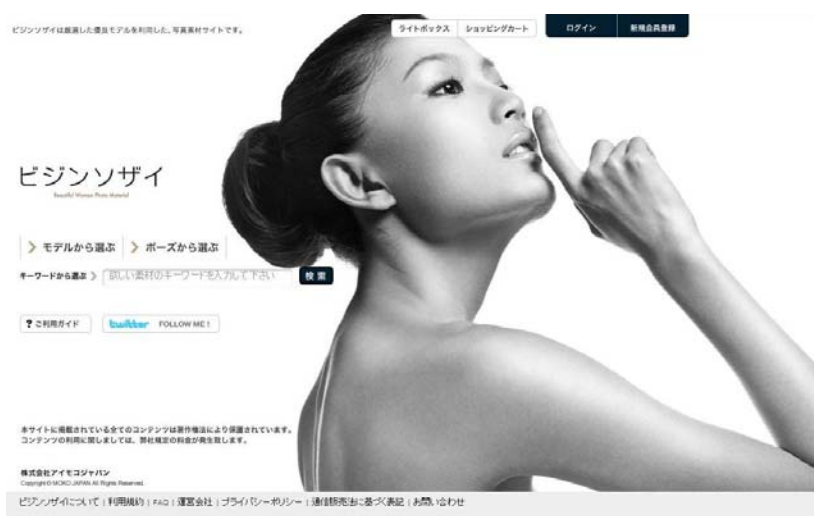 ビジンソザイは厳選した優良モデルを利用した、写真素材サイトです。
ライトボックス ショッピングカート ログイン 新規会員登録
ビジンソザイ
Beautiful Woman Photo Material
モデルから選ぶ ポーズから選ぶ
キーワードから選ぶ 欲しい素材のキーワードを入力して下さい 検索
? ご利用ガイド twitter FOLLOW ME!
本サイトに掲載されている全てのコンテンツは著作権法により保護されています。
コンテンツの利用に関しましては、弊社規定の料金が発生致します。
株式会社アイモコジャパン
Copyright © iMOKO JAPAN All Rights Reserved.
ビジンソザイについて | 利用規約 | FAQ | 運営会社 | プライバシーポリシー | 通信販売法に基づく表記 | お問い合わせ